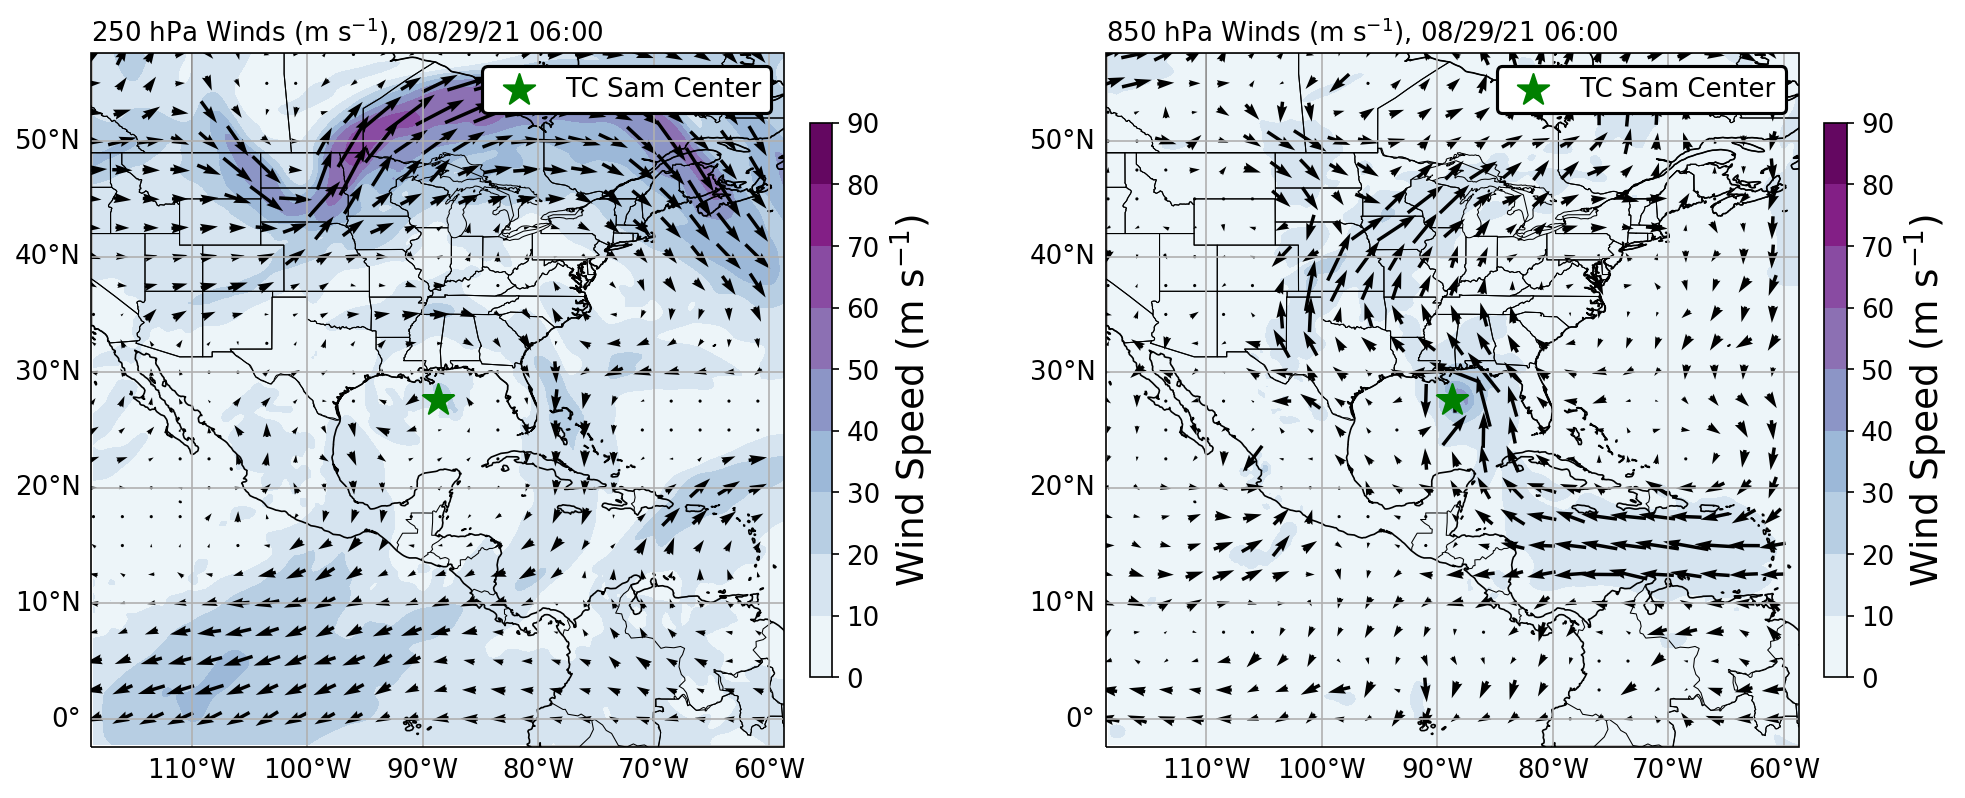 250 hPa Winds (m s⁻¹), 08/29/21 06:00
TC Sam Center
50°N
40°N
30°N
20°N
10°N
0°
110°W 100°W 90°W 80°W 70°W 60°W
90
80
70
60
50
40
30
20
10
0
Wind Speed (m s⁻¹)
850 hPa Winds (m s⁻¹), 08/29/21 06:00
TC Sam Center
50°N
40°N
30°N
20°N
10°N
0°
110°W 100°W 90°W 80°W 70°W 60°W
90
80
70
60
50
40
30
20
10
0
Wind Speed (m s⁻¹)